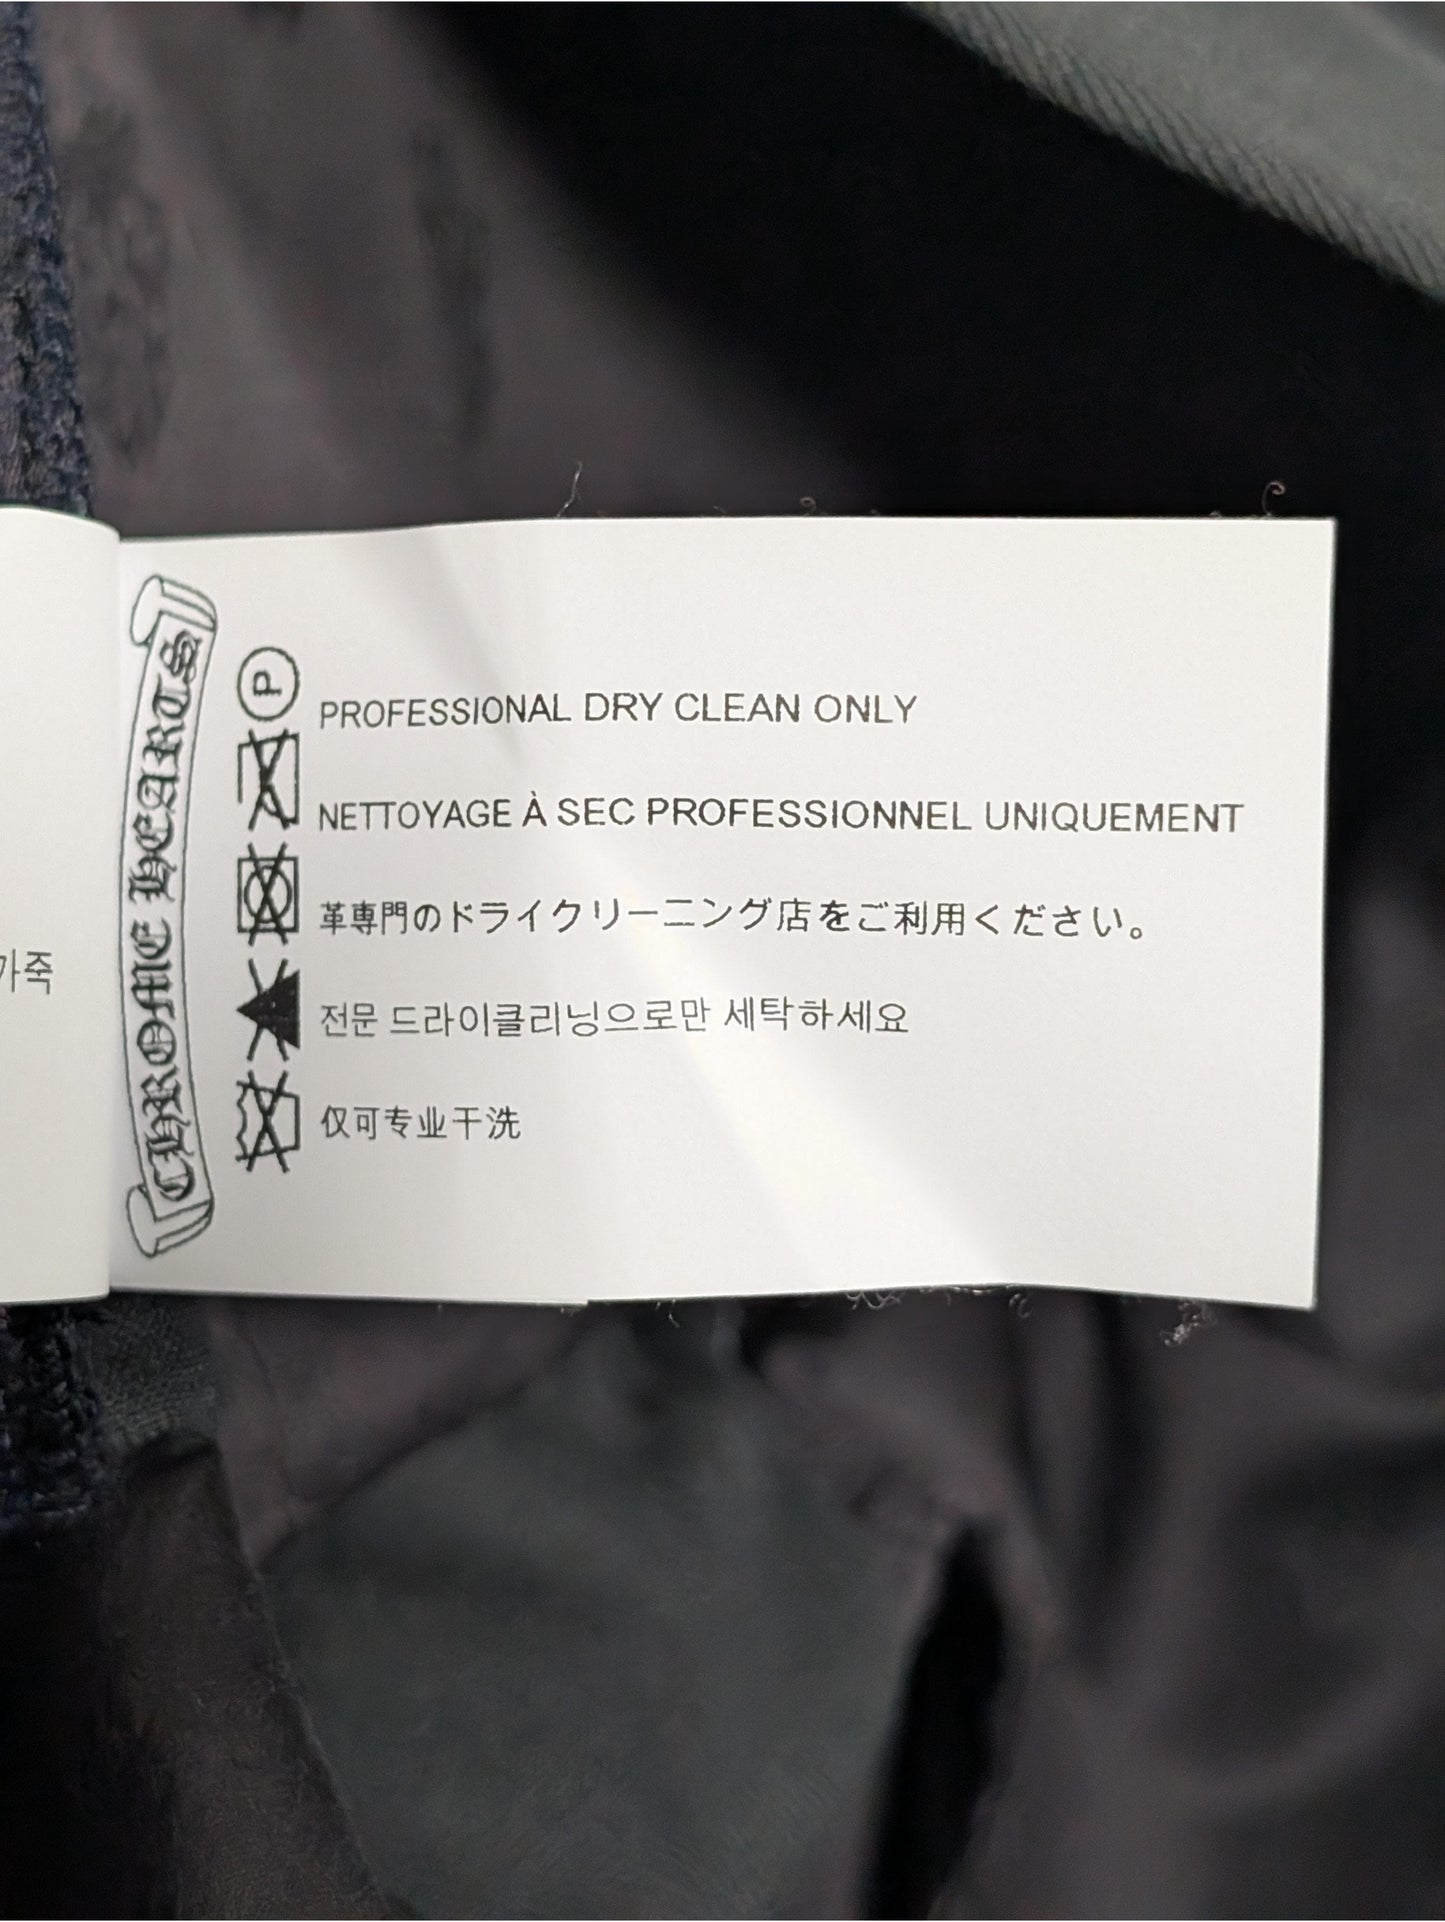 가죽
CHROME HEARTS
P
PROFESSIONAL DRY CLEAN ONLY
NETTOYAGE À SEC PROFESSIONNEL UNIQUEMENT
革専門のドライクリーニング店をご利用ください。
전문 드라이클리닝으로만 세탁하세요
仅可专业干洗